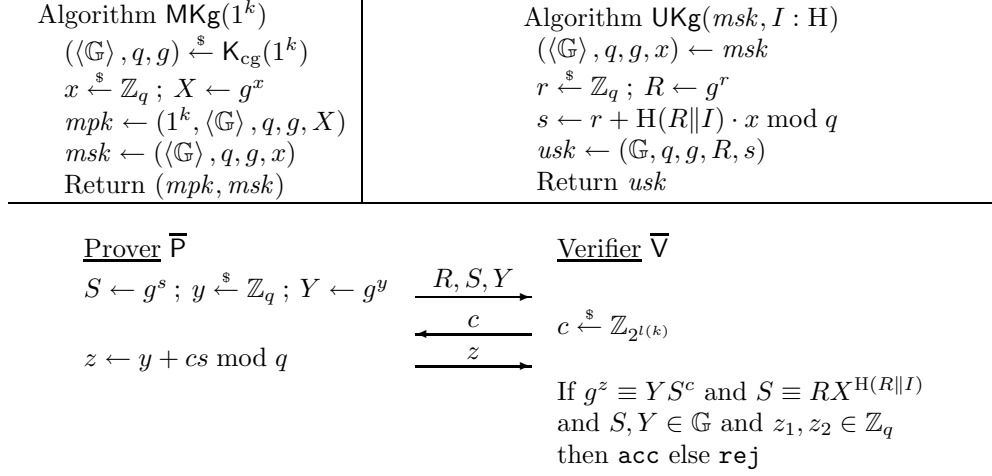 Algorithm MKg(1^k)
(⟨𝔾⟩, q, g) ←$ K_cg(1^k)
x ←$ ℤ_q ; X ← g^x
mpk ← (1^k, ⟨𝔾⟩, q, g, X)
msk ← (⟨𝔾⟩, q, g, x)
Return (mpk, msk)
Algorithm UKg(msk, I : H)
(⟨𝔾⟩, q, g, x) ← msk
r ←$ ℤ_q ; R ← g^r
s ← r + H(R‖I) · x mod q
usk ← (𝔾, q, g, R, s)
Return usk
Prover P̅
S ← g^s ; y ←$ ℤ_q ; Y ← g^y
R, S, Y
Verifier V̅
c
c ←$ ℤ_{2^{l(k)}}
z ← y + cs mod q
z
If g^z ≡ Y S^c and S ≡ RX^{H(R‖I)}
and S, Y ∈ 𝔾 and z_1, z_2 ∈ ℤ_q
then acc else rej